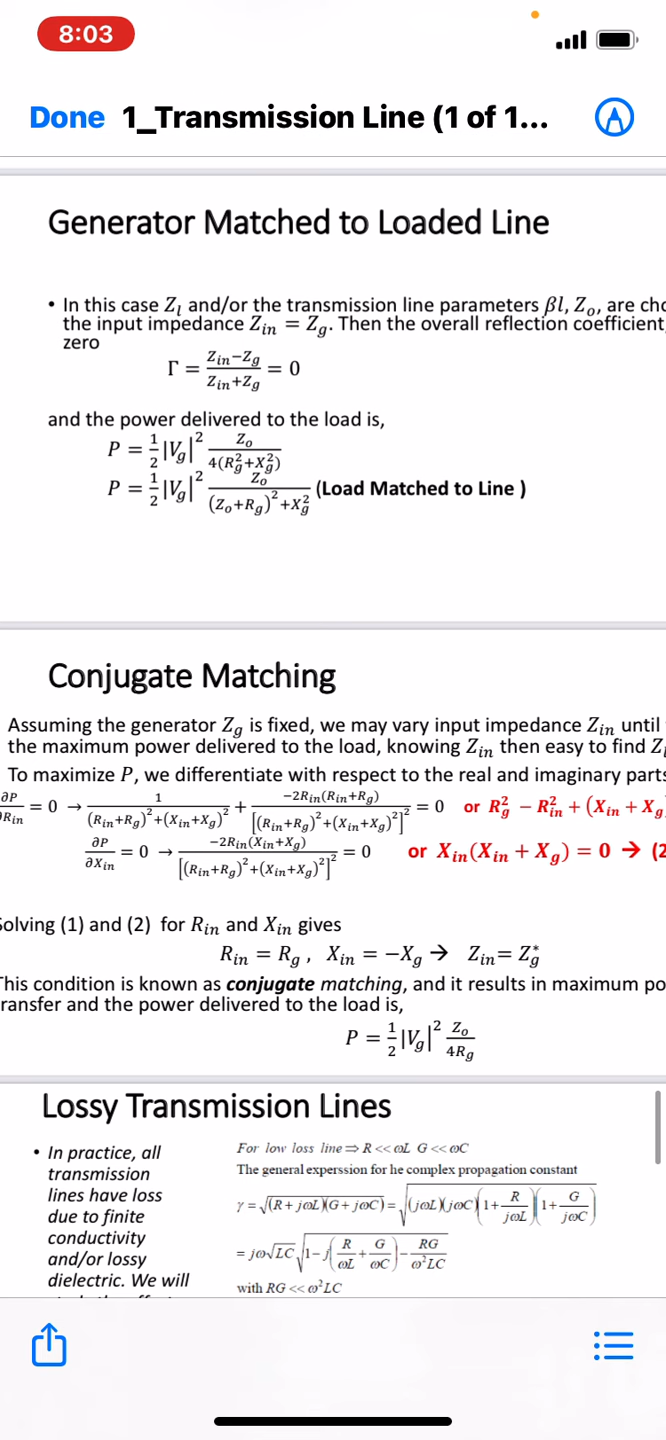 8:03
Done 1_Transmission Line (1 of 1...
Generator Matched to Loaded Line
• In this case Z_l and/or the transmission line parameters βl, Z_o, are cho
the input impedance Z_in = Z_g. Then the overall reflection coefficient
zero
Γ = (Z_in−Z_g)/(Z_in+Z_g) = 0
and the power delivered to the load is,
P = 1/2 |V_g|² Z_o/(4(R_g²+X_g²))
P = 1/2 |V_g|² Z_o/((Z_o+R_g)²+X_g²) (Load Matched to Line )
Conjugate Matching
Assuming the generator Z_g is fixed, we may vary input impedance Z_in until
the maximum power delivered to the load, knowing Z_in then easy to find Z
To maximize P, we differentiate with respect to the real and imaginary parts
∂P/∂R_in = 0 → 1/((R_in+R_g)²+(X_in+X_g)²) + −2R_in(R_in+R_g)/[(R_in+R_g)²+(X_in+X_g)²]² = 0 or R_g² − R_in² + (X_in + X_g
∂P/∂X_in = 0 → −2R_in(X_in+X_g)/[(R_in+R_g)²+(X_in+X_g)²]² = 0 or X_in(X_in + X_g) = 0 → (2
Solving (1) and (2) for R_in and X_in gives
R_in = R_g , X_in = −X_g → Z_in= Z_g*
This condition is known as conjugate matching, and it results in maximum po
ransfer and the power delivered to the load is,
P = 1/2 |V_g|² Z_o/(4R_g)
Lossy Transmission Lines
• In practice, all
transmission
lines have loss
due to finite
conductivity
and/or lossy
dielectric. We will
For low loss line ⇒ R << ωL G << ωC
The general experssion for he complex propagation constant
γ = √((R + jωL)(G + jωC)) = √((jωL)(jωC)(1 + R/(jωL))(1 + G/(jωC)))
= jω√LC √(1 − j(R/(ωL) + G/(ωC)) − RG/(ω²LC))
with RG << ω²LC